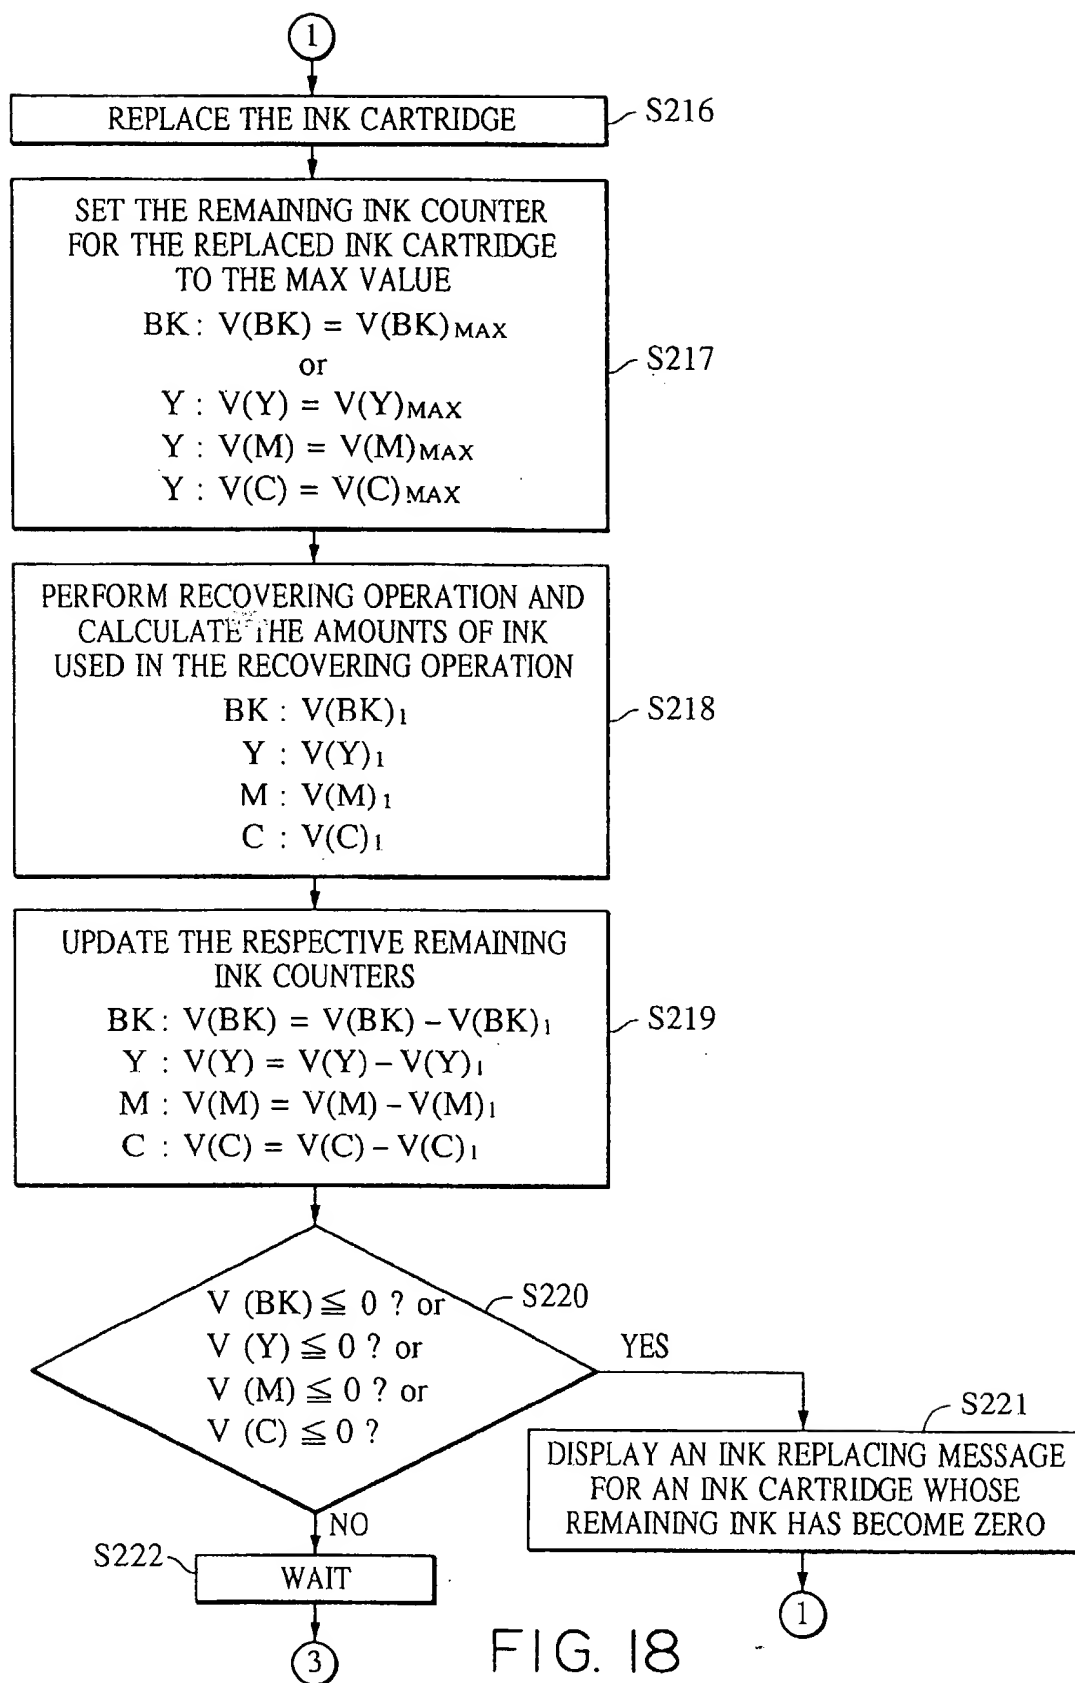 1
REPLACE THE INK CARTRIDGE
S216
SET THE REMAINING INK COUNTER
FOR THE REPLACED INK CARTRIDGE
TO THE MAX VALUE
BK : V(BK) = V(BK)MAX
or
Y : V(Y) = V(Y)MAX
Y : V(M) = V(M)MAX
Y : V(C) = V(C)MAX
S217
PERFORM RECOVERING OPERATION AND
CALCULATE THE AMOUNTS OF INK
USED IN THE RECOVERING OPERATION
BK : V(BK)1
Y : V(Y)1
M : V(M)1
C : V(C)1
S218
UPDATE THE RESPECTIVE REMAINING
INK COUNTERS
BK : V(BK) = V(BK) – V(BK)1
Y : V(Y) = V(Y) – V(Y)1
M : V(M) = V(M) – V(M)1
C : V(C) = V(C) – V(C)1
S219
V (BK) ≦ 0 ? or
V (Y) ≦ 0 ? or
V (M) ≦ 0 ? or
V (C) ≦ 0 ?
S220
YES
S221
DISPLAY AN INK REPLACING MESSAGE
FOR AN INK CARTRIDGE WHOSE
REMAINING INK HAS BECOME ZERO
1
NO
S222
WAIT
3
FIG. 18